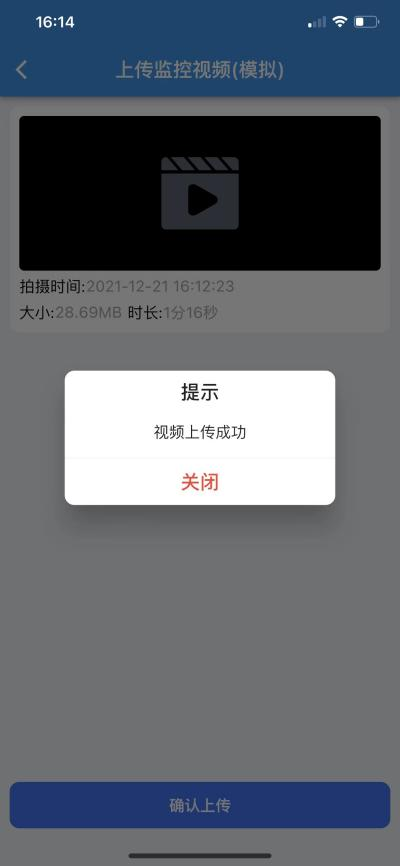 16:14
上传监控视频(模拟)
拍摄时间:2021-12-21 16:12:23
大小:28.69MB 时长:1分16秒
提示
视频上传成功
关闭
确认上传